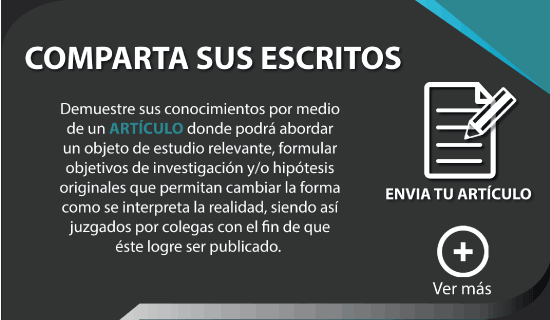 COMPARTA SUS ESCRITOS
Demuestre sus conocimientos por medio
de un ARTÍCULO donde podrá abordar
un objeto de estudio relevante, formular
objetivos de investigación y/o hipótesis
originales que permitan cambiar la forma
como se interpreta la realidad, siendo así
juzgados por colegas con el fin de que
éste logre ser publicado.
ENVIA TU ARTÍCULO
Ver más